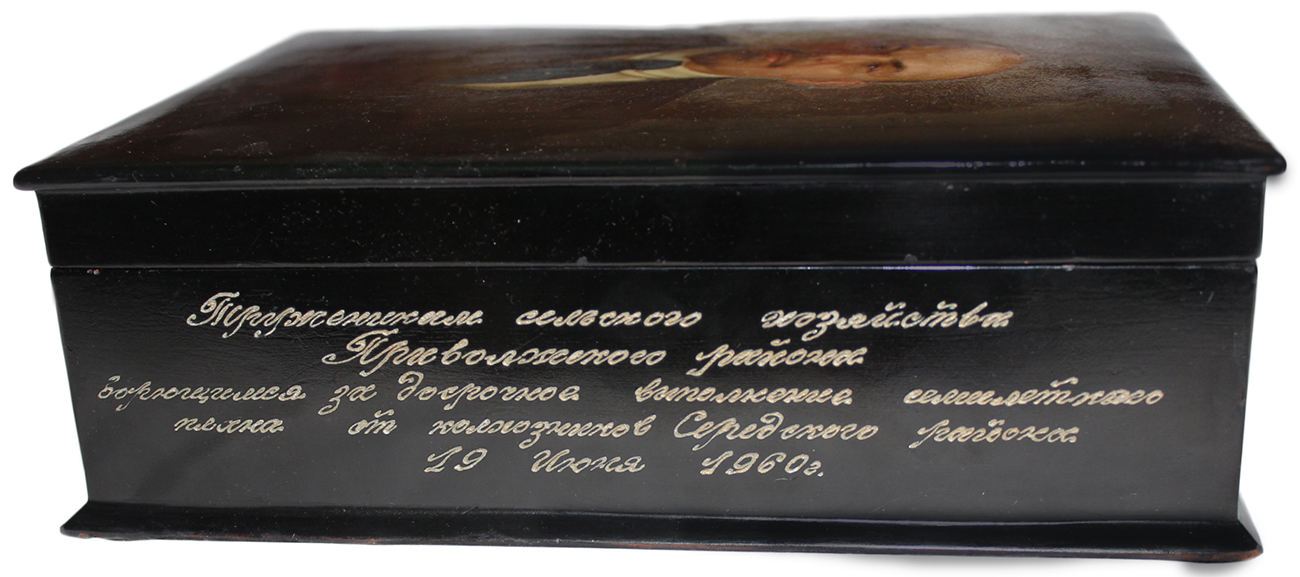 Труженикам сельского хозяйства
Приволжского района
борющимся за досрочное выполнение семилетнего
плана от колхозников Середского района
19 Июня 1960г.